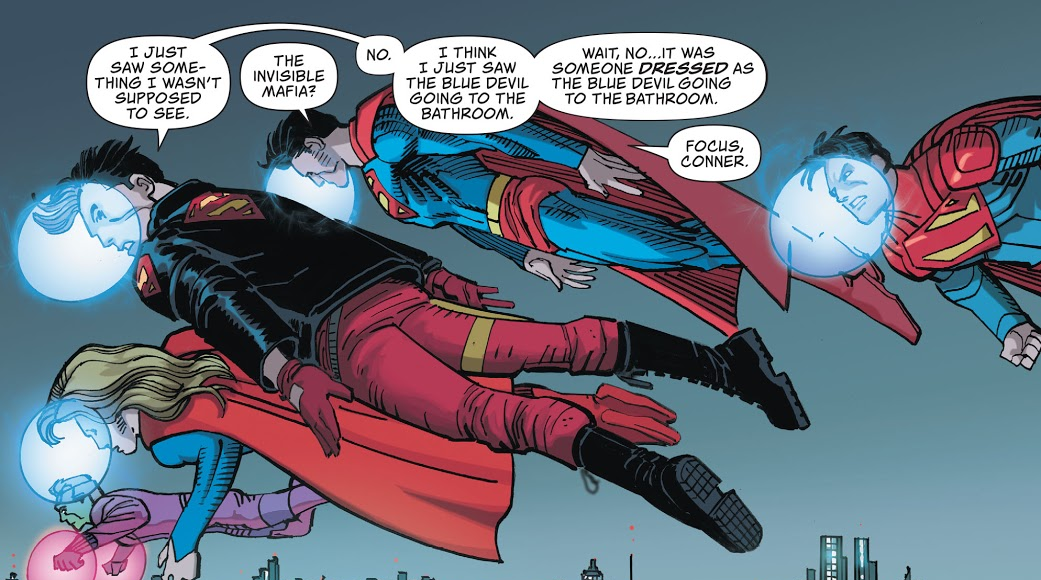 I JUST
SAW SOME-
THING I WASN'T
SUPPOSED
TO SEE.
THE
INVISIBLE
MAFIA?
NO.
I THINK
I JUST SAW
THE BLUE DEVIL
GOING TO THE
BATHROOM.
WAIT, NO...IT WAS
SOMEONE DRESSED AS
THE BLUE DEVIL GOING
TO THE BATHROOM.
FOCUS,
CONNER.